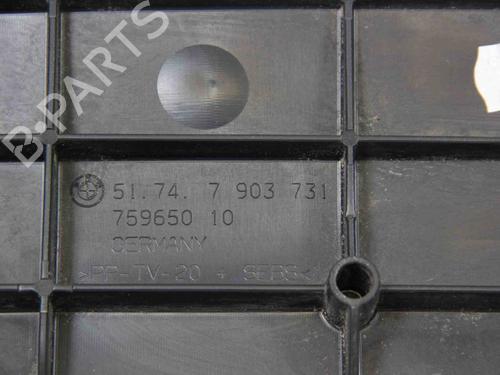 B-PARTS
51.74. 7 903 731
759650 10
GERMANY
>PP-TV-20 + SEBS<